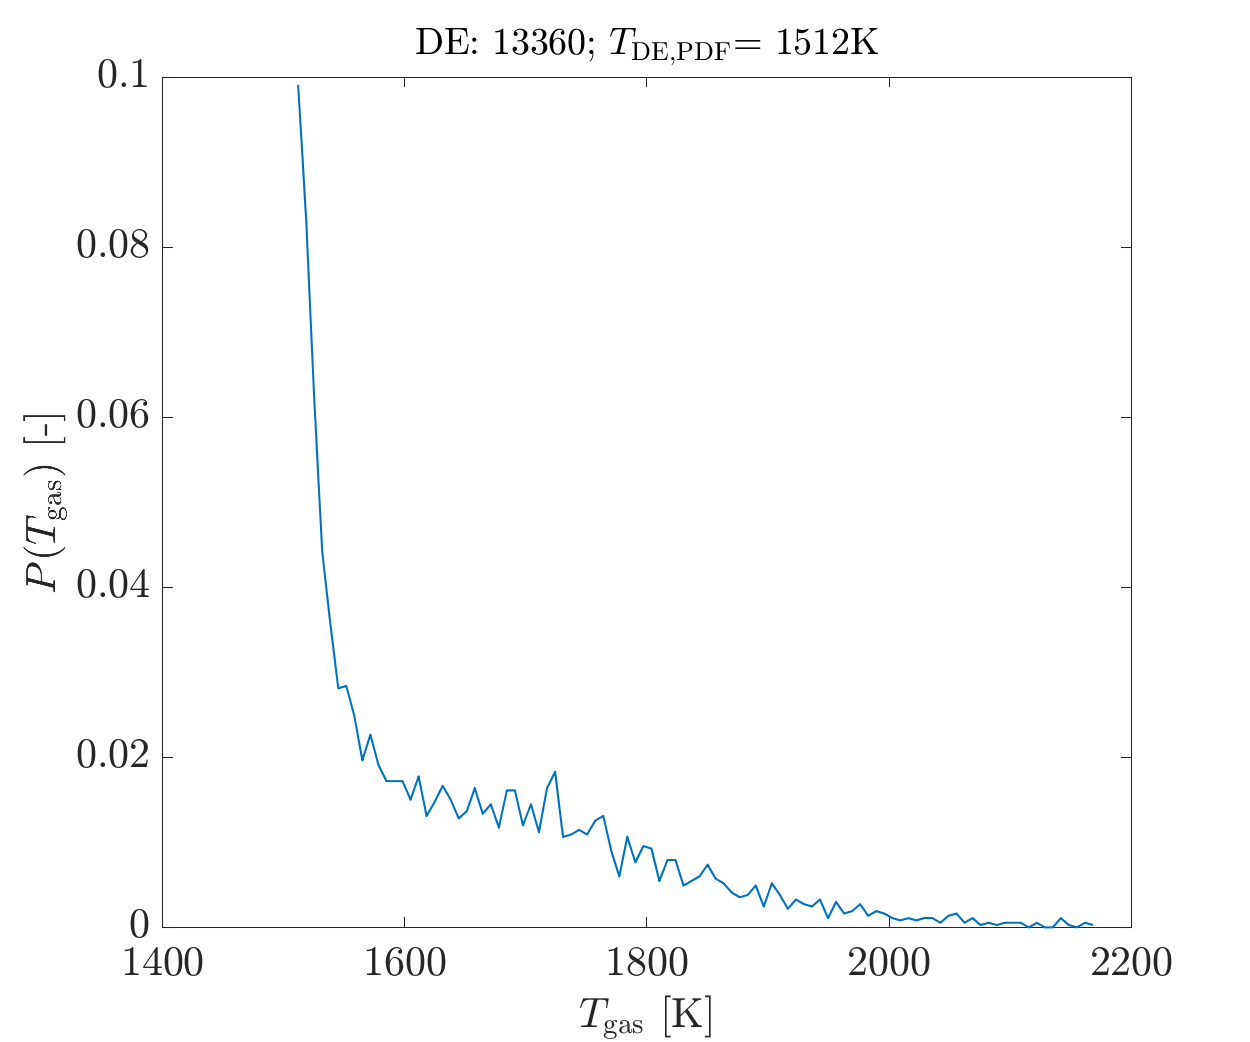 DE: 13360; T_DE,PDF= 1512K
0.1
0.08
0.06
0.04
0.02
0
P(T_gas) [-]
1400 1600 1800 2000 2200
T_gas [K]